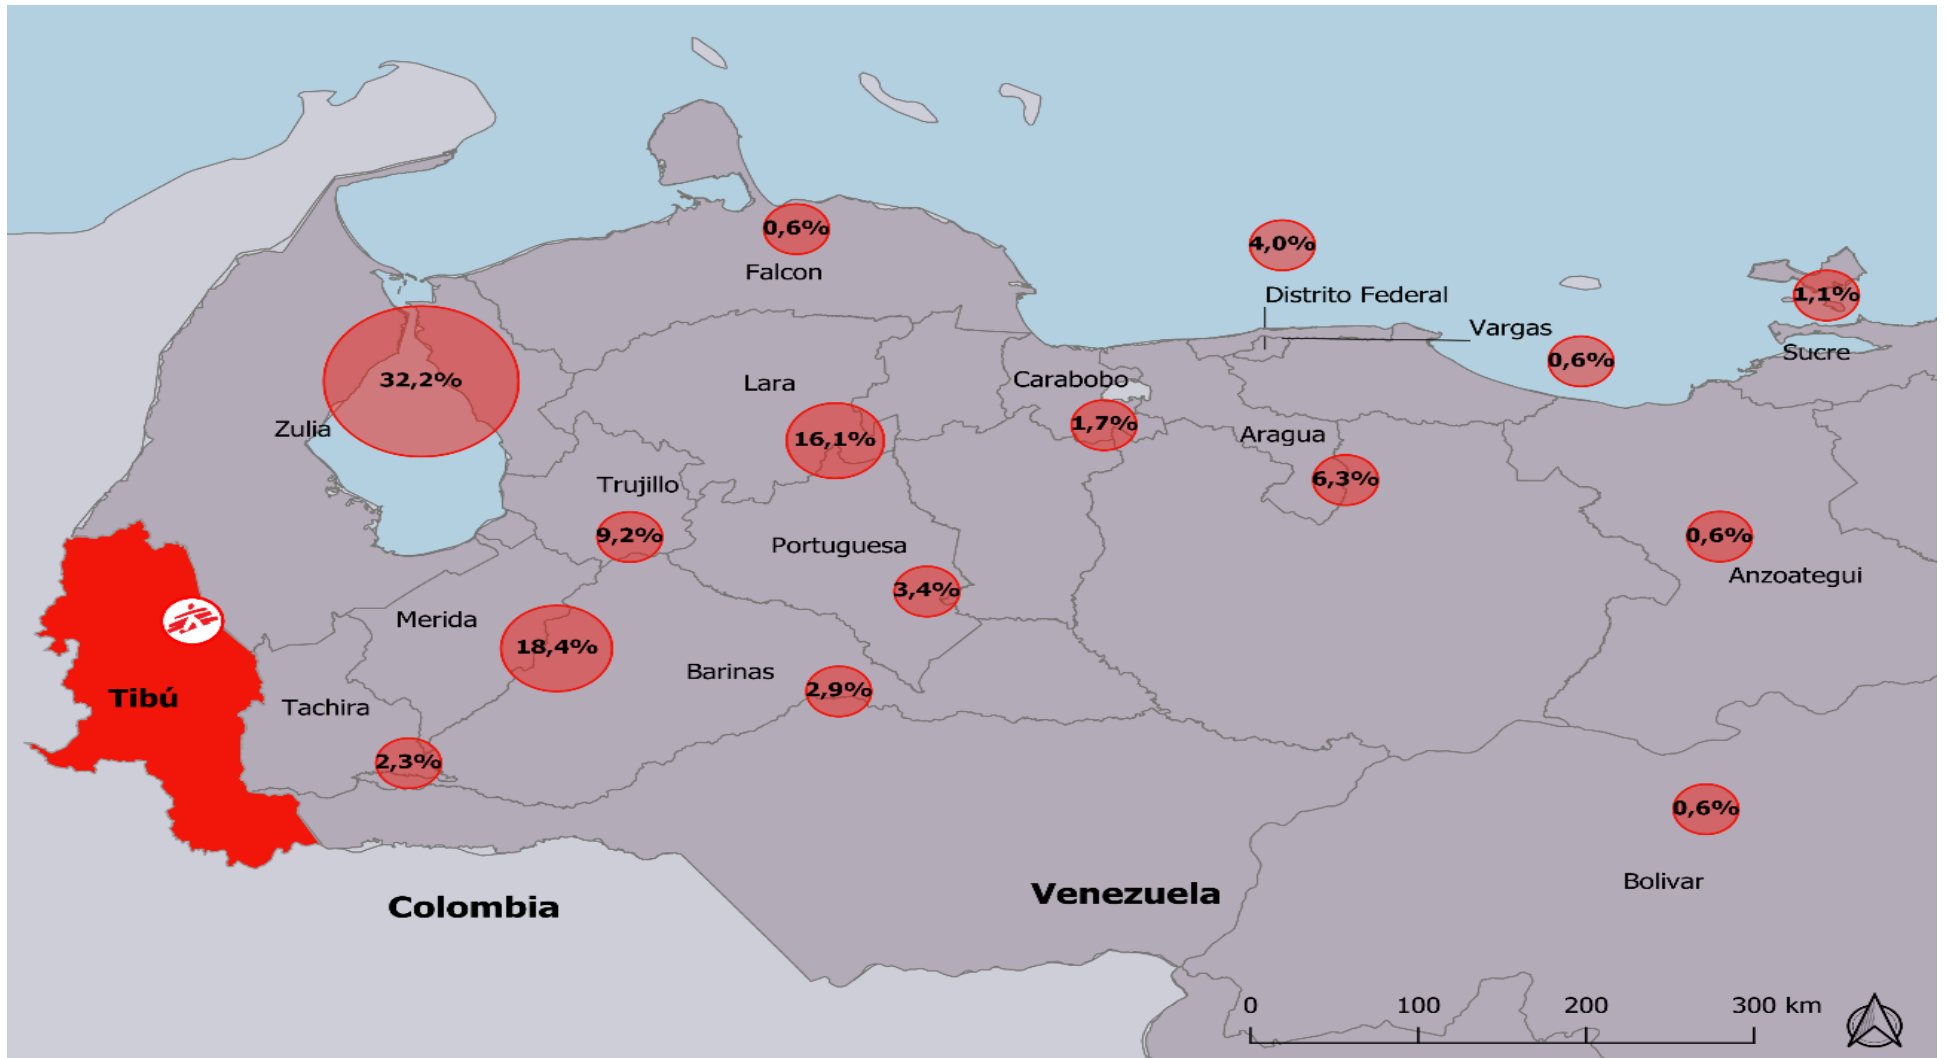 0,6%
Falcon
4,0%
Distrito Federal
1,1%
Vargas
Sucre
0,6%
32,2%
Zulia
Lara
16,1%
Carabobo
1,7%
Aragua
6,3%
Trujillo
9,2%
Portuguesa
3,4%
0,6%
Anzoategui
Merida
18,4%
Barinas
2,9%
Tibú
Tachira
2,3%
0,6%
Bolivar
Colombia
Venezuela
0 100 200 300 km